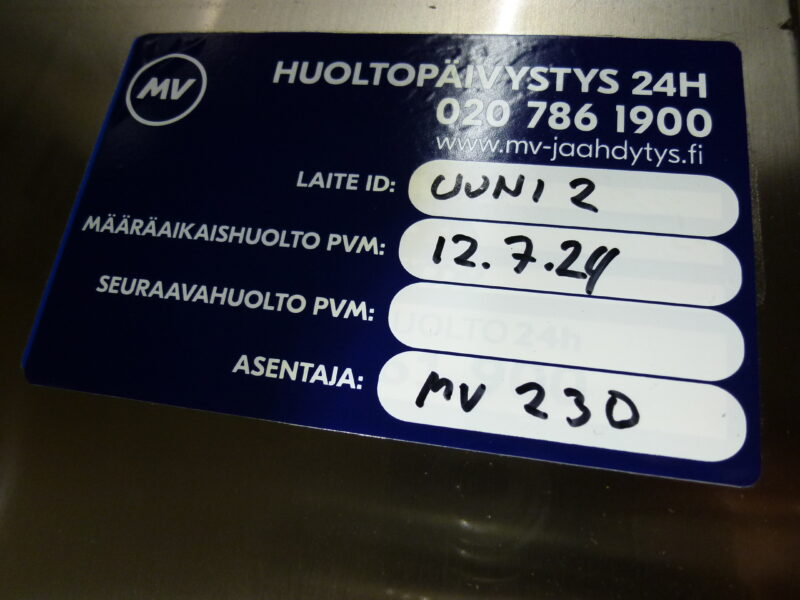 MV
HUOLTOPÄIVYSTYS 24H
020 786 1900
www.mv-jaahdytys.fi
LAITE ID: UUNI 2
MÄÄRÄAIKAISHUOLTO PVM: 12.7.24
SEURAAVAHUOLTO PVM:
ASENTAJA: MV 230